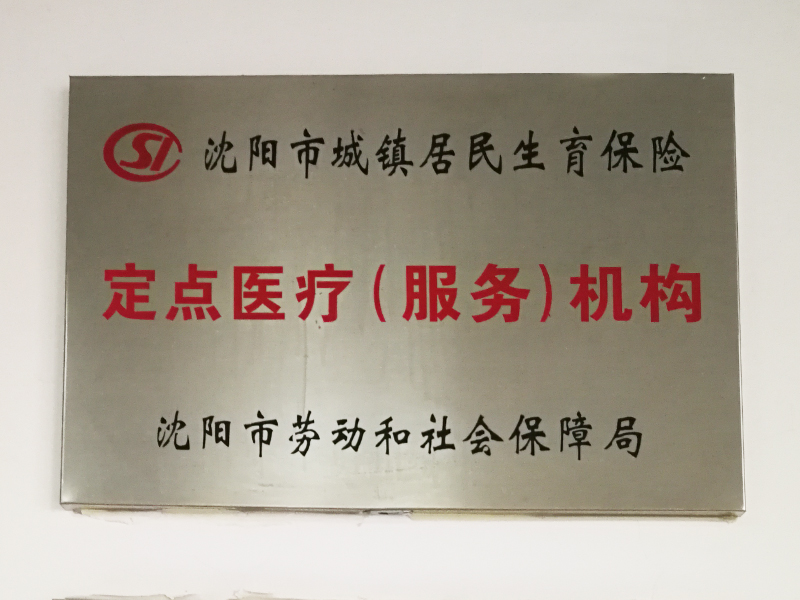 SI 沈阳市城镇居民生育保险
定点医疗(服务)机构
沈阳市劳动和社会保障局